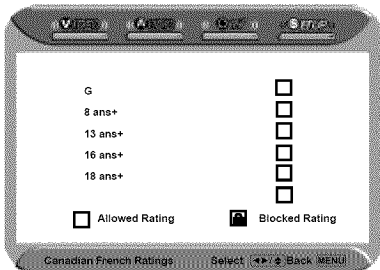 G
8 ans+
13 ans+
16 ans+
18 ans+
Allowed Rating Blocked Rating
Canadian French Ratings Select Back MENU